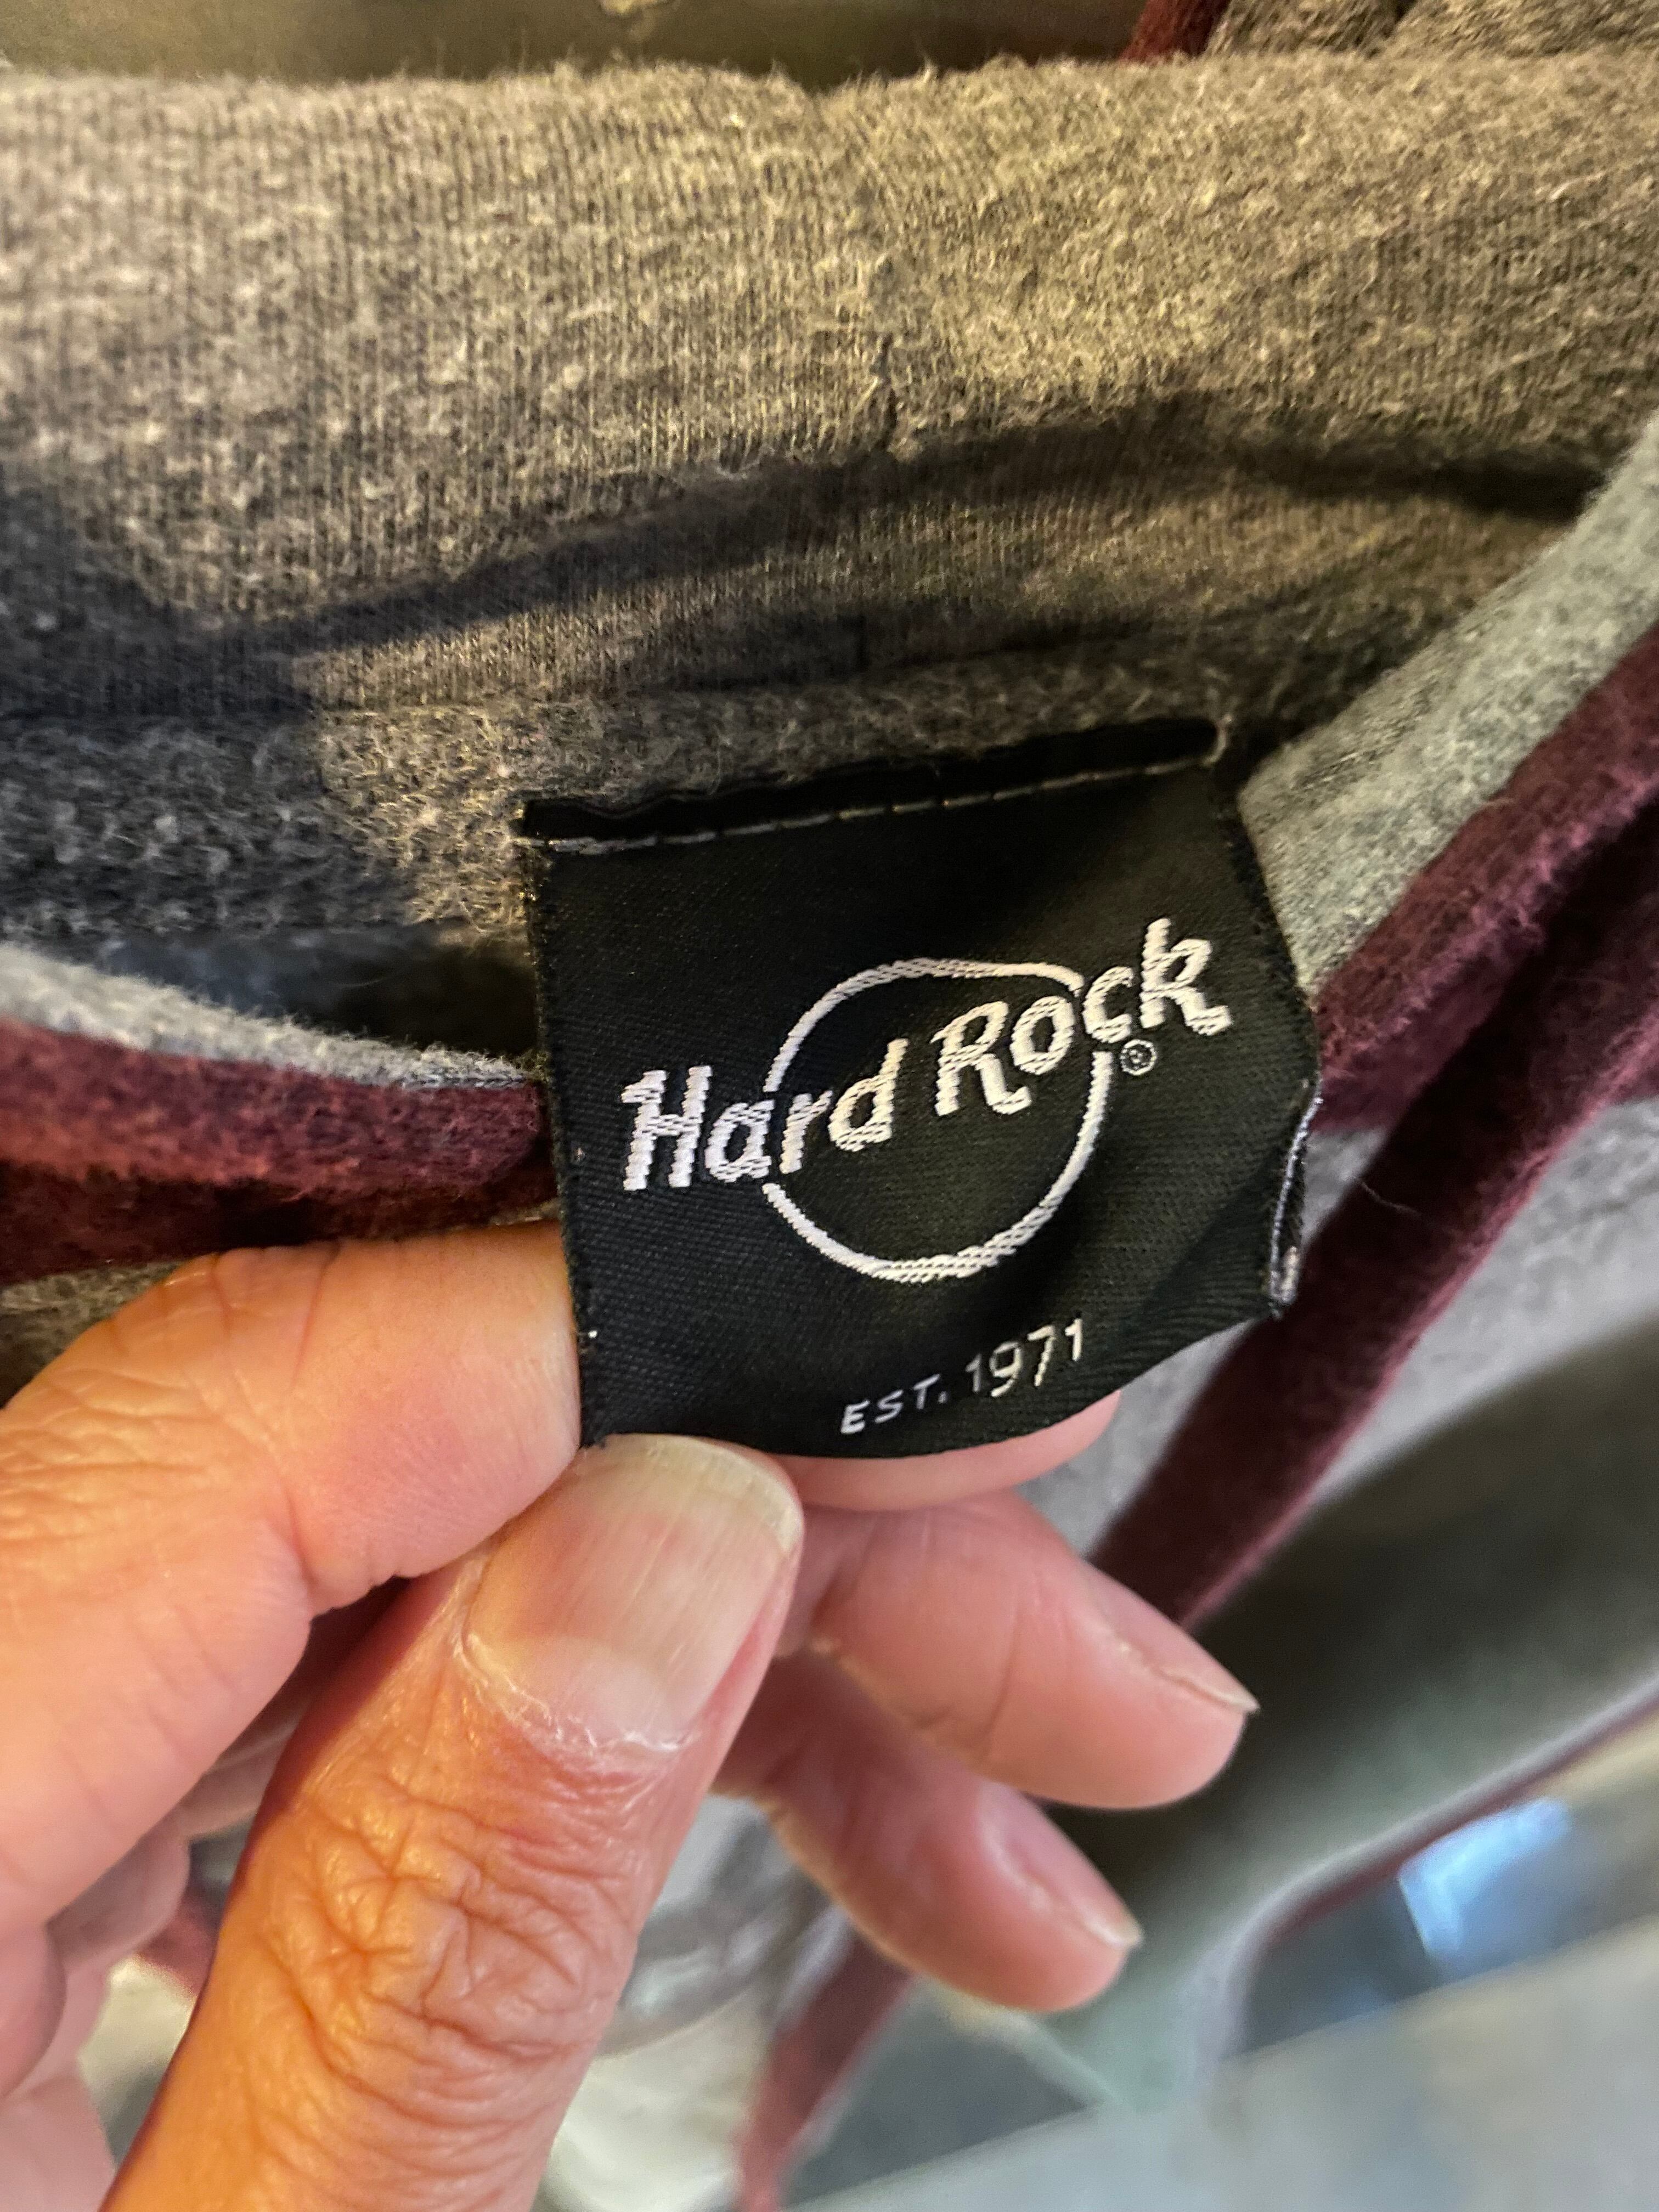 Hard Rock
®
EST. 1971